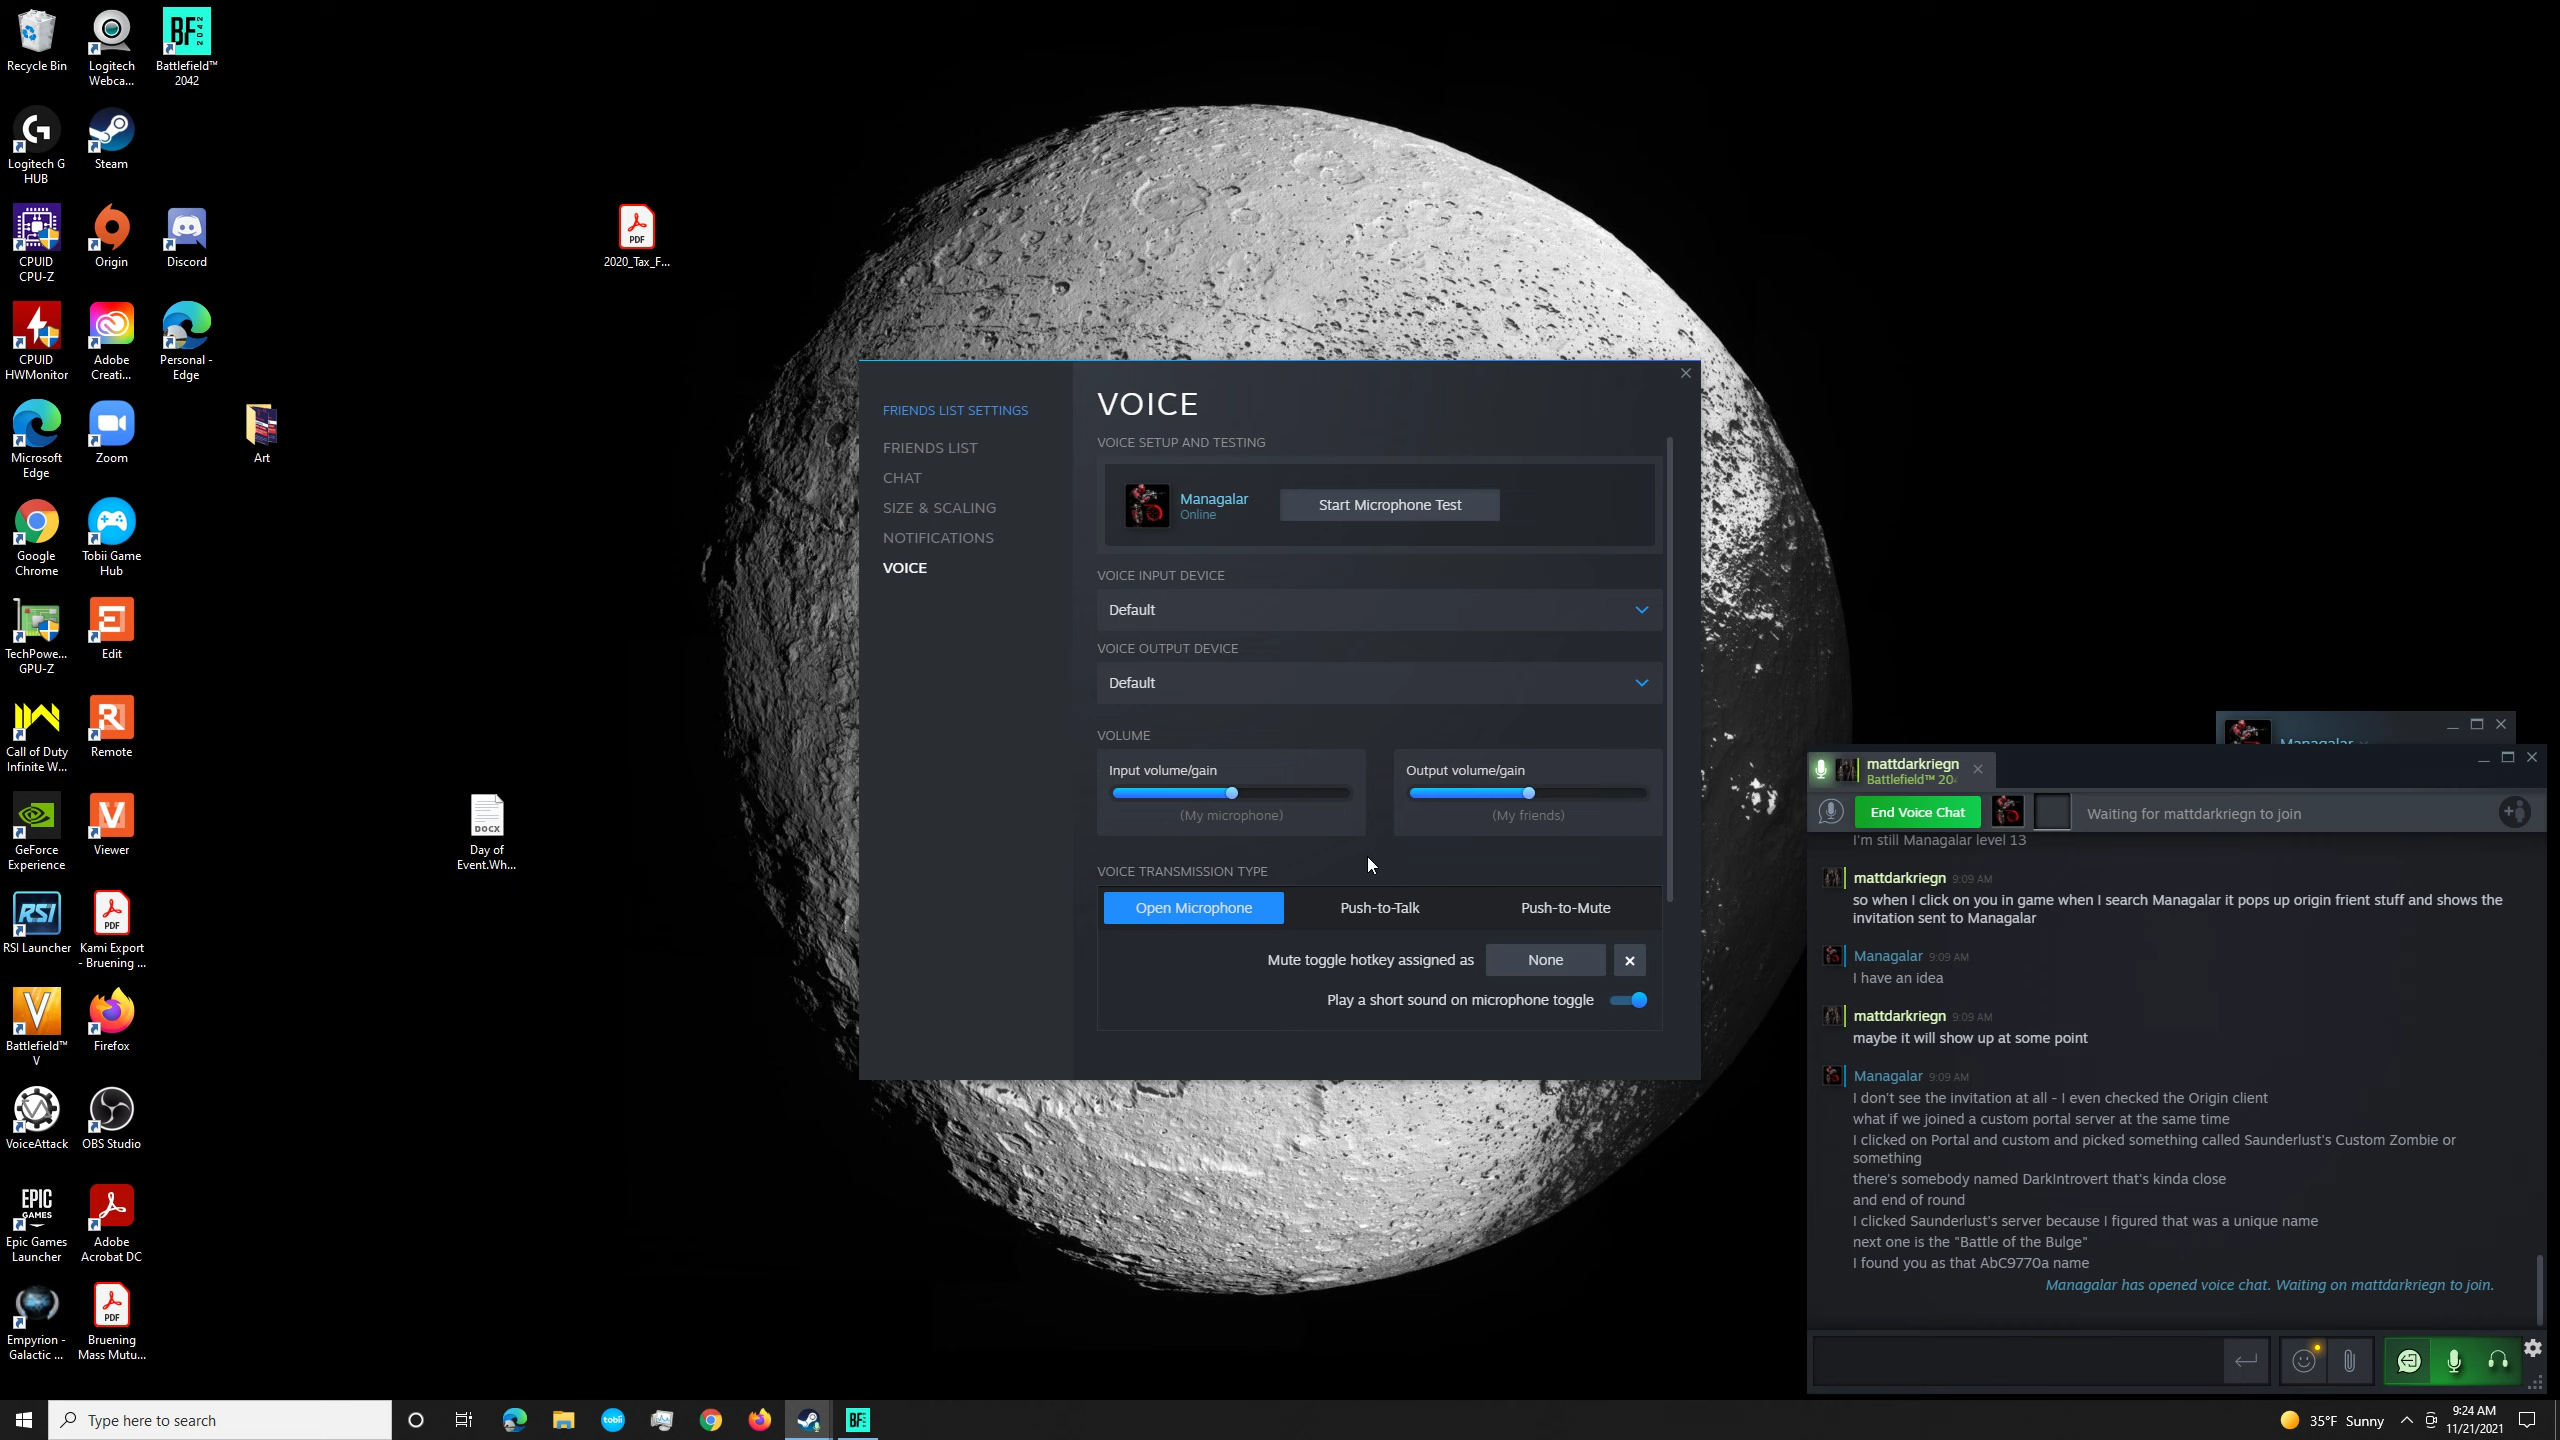 Recycle Bin
Logitech
Webca...
BF
2042
Battlefield™
2042
Logitech G
HUB
Steam
CPUID
CPU-Z
Origin
Discord
PDF
2020_Tax_F...
CPUID
HWMonitor
Adobe
Creati...
Personal -
Edge
Microsoft
Edge
Zoom
Art
Google
Chrome
Tobii Game
Hub
TechPowe...
GPU-Z
Edit
Call of Duty
Infinite W...
Remote
GeForce
Experience
Viewer
DOCX
Day of
Event.Wh...
RSI
RSI Launcher
PDF
Kami Export
- Bruening ...
Battlefield™
V
Firefox
VoiceAttack
OBS Studio
EPIC
GAMES
Epic Games
Launcher
Adobe
Acrobat DC
Empyrion -
Galactic ...
PDF
Bruening
Mass Mutu...
FRIENDS LIST SETTINGS
FRIENDS LIST
CHAT
SIZE & SCALING
NOTIFICATIONS
VOICE
VOICE
VOICE SETUP AND TESTING
Managalar
Online
Start Microphone Test
VOICE INPUT DEVICE
Default
VOICE OUTPUT DEVICE
Default
VOLUME
Input volume/gain
(My microphone)
Output volume/gain
(My friends)
VOICE TRANSMISSION TYPE
Open Microphone
Push-to-Talk
Push-to-Mute
Mute toggle hotkey assigned as
None
Play a short sound on microphone toggle
Managalar
mattdarkriegn
Battlefield™ 20
End Voice Chat
Waiting for mattdarkriegn to join
I'm still Managalar level 13
mattdarkriegn 9:09 AM
so when I click on you in game when I search Managalar it pops up origin frient stuff and shows the
invitation sent to Managalar
Managalar 9:09 AM
I have an idea
mattdarkriegn 9:09 AM
maybe it will show up at some point
Managalar 9:09 AM
I don't see the invitation at all - I even checked the Origin client
what if we joined a custom portal server at the same time
I clicked on Portal and custom and picked something called Saunderlust's Custom Zombie or
something
there's somebody named DarkIntrovert that's kinda close
and end of round
I clicked Saunderlust's server because I figured that was a unique name
next one is the "Battle of the Bulge"
I found you as that AbC9770a name
Managalar has opened voice chat. Waiting on mattdarkriegn to join.
Type here to search
tobii
BF
35°F Sunny
9:24 AM
11/21/2021